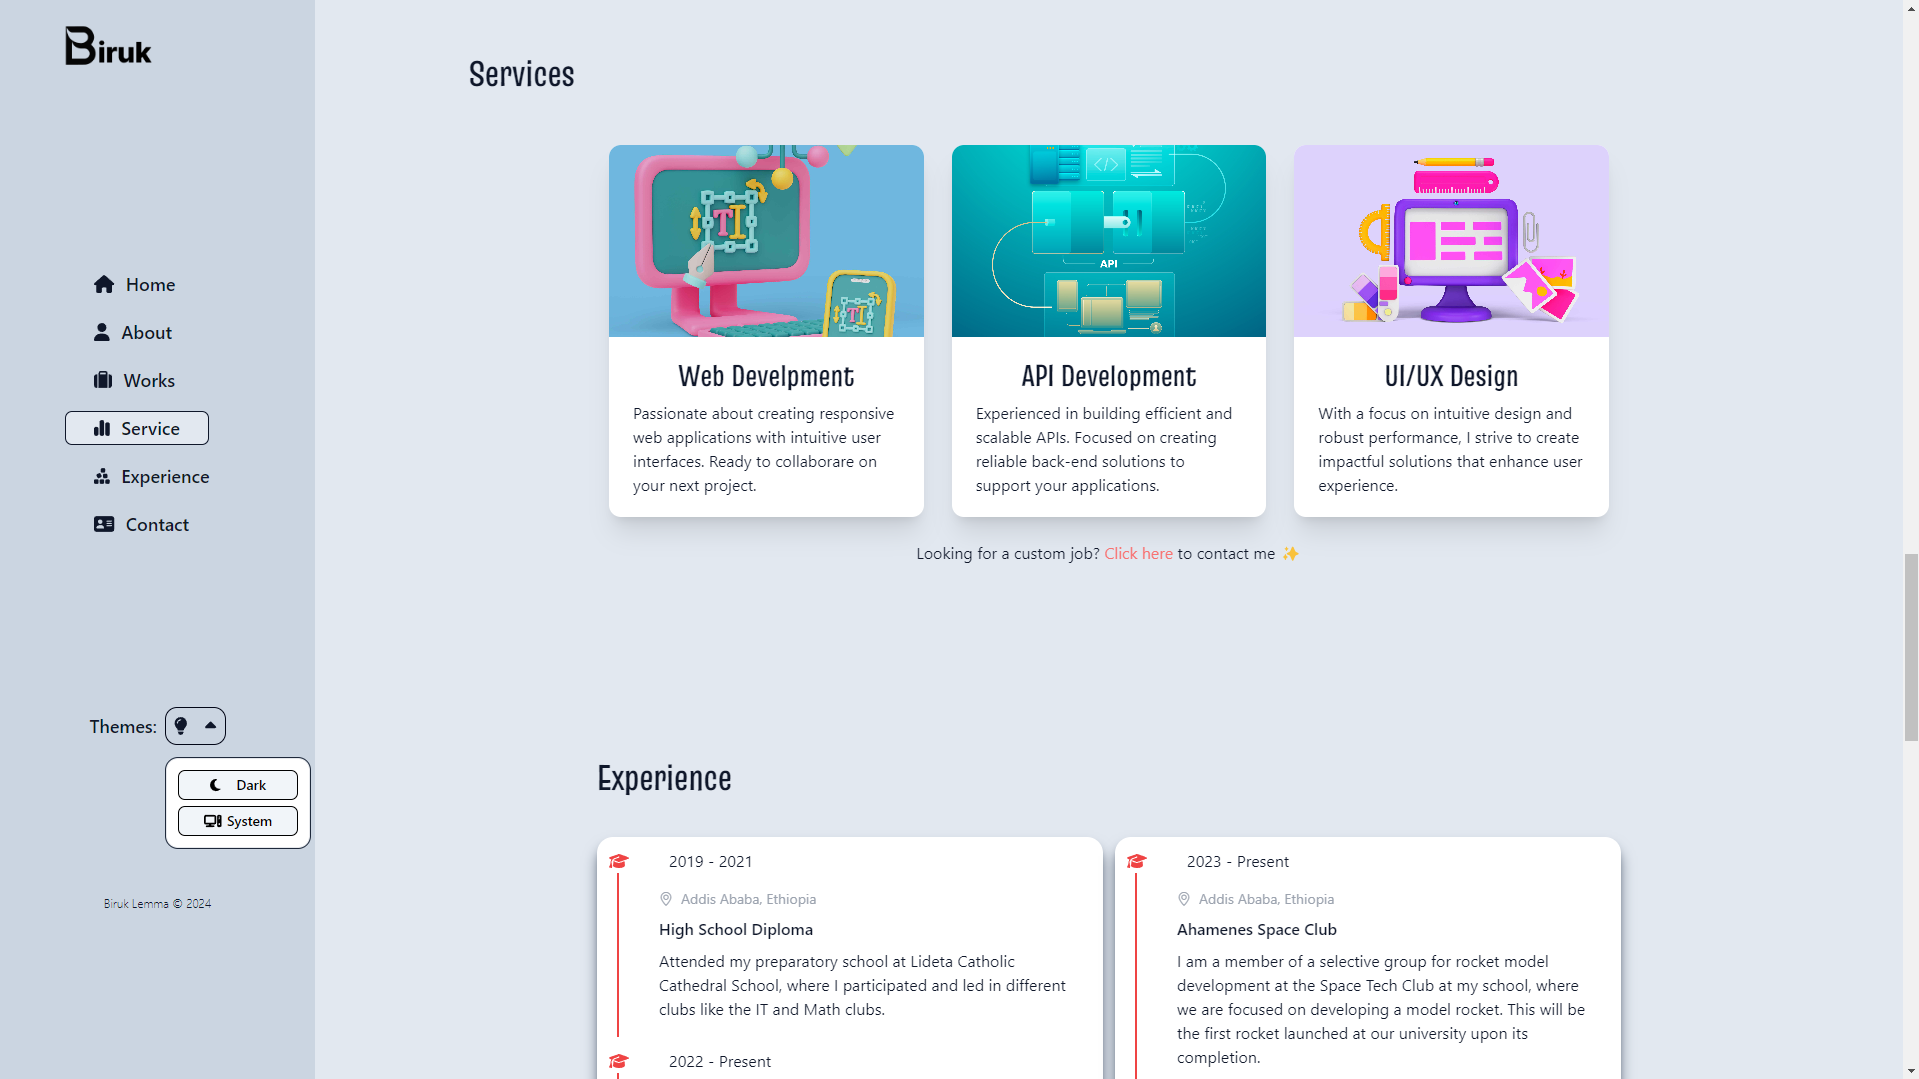 Biruk
Home
About
Works
Service
Experience
Contact
Themes:
Dark
System
Biruk Lemma © 2024
Services
TI
TI
</>
API
Web Develpment
Passionate about creating responsive
web applications with intuitive user
interfaces. Ready to collaborare on
your next project.
API Development
Experienced in building efficient and
scalable APIs. Focused on creating
reliable back-end solutions to
support your applications.
UI/UX Design
With a focus on intuitive design and
robust performance, I strive to create
impactful solutions that enhance user
experience.
Looking for a custom job? Click here to contact me ✨
Experience
2019 - 2021
Addis Ababa, Ethiopia
High School Diploma
Attended my preparatory school at Lideta Catholic
Cathedral School, where I participated and led in different
clubs like the IT and Math clubs.
2022 - Present
2023 - Present
Addis Ababa, Ethiopia
Ahamenes Space Club
I am a member of a selective group for rocket model
development at the Space Tech Club at my school, where
we are focused on developing a model rocket. This will be
the first rocket launched at our university upon its
completion.